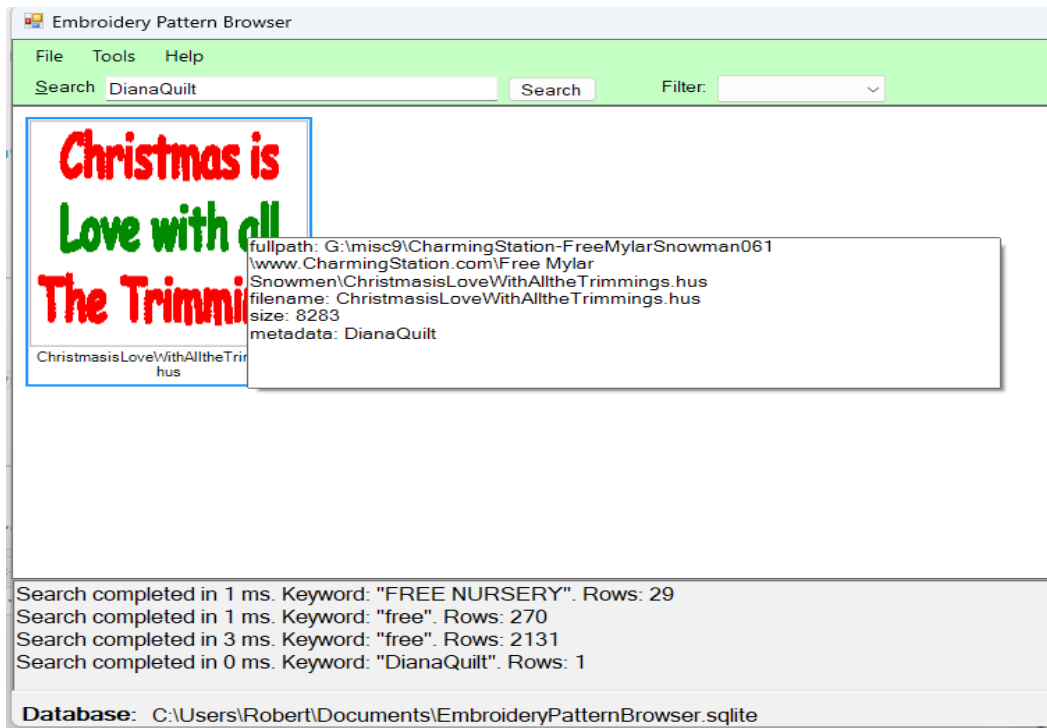 Embroidery Pattern Browser
File Tools Help
Search DianaQuilt Search Filter:
Christmas is
Love with all
The Trimmi
ChristmasisLoveWithAlltheTrim
hus
fullpath: G:\misc9\CharmingStation-FreeMylarSnowman061
\www.CharmingStation.com\Free Mylar
Snowmen\ChristmasisLoveWithAlltheTrimmings.hus
filename: ChristmasisLoveWithAlltheTrimmings.hus
size: 8283
metadata: DianaQuilt
Search completed in 1 ms. Keyword: "FREE NURSERY". Rows: 29
Search completed in 1 ms. Keyword: "free". Rows: 270
Search completed in 3 ms. Keyword: "free". Rows: 2131
Search completed in 0 ms. Keyword: "DianaQuilt". Rows: 1
Database: C:\Users\Robert\Documents\EmbroideryPatternBrowser.sqlite